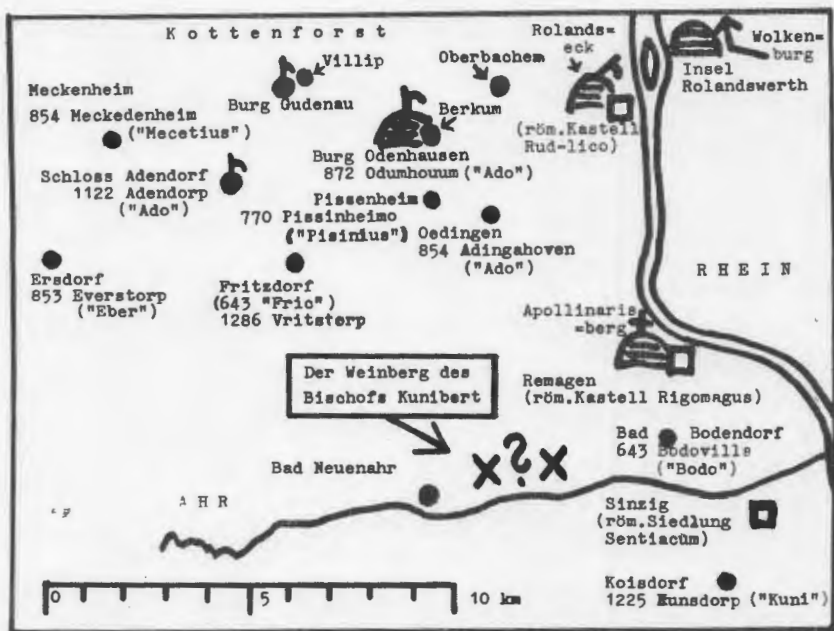 Kottenforst
Villip
Burg Gudenau
Oberbachem
Rolands=
eck
Wolken=
burg
Insel
Rolandswerth
Meckenheim
854 Meckedenheim
("Mecetius")
Berkum
(röm.Kastell
Rud-lico)
Burg Odenhausen
872 Odumhouum ("Ado")
Schloss Adendorf
1122 Adendorp
("Ado")
Pissenheim
770 Pissinheimo
("Pisinius")
Oedingen
854 Adingahoven
("Ado")
Ersdorf
853 Everstorp
("Eber")
Fritzdorf
(643 "Fric")
1286 Vritstorp
RHEIN
Apollinaris
=berg
Der Weinberg des
Bischofs Kunibert
Remagen
(röm.Kastell Rigomagus)
Bad Bodendorf
643 Bodovilla
("Bodo")
X?X
Bad Neuenahr
AHR
Sinzig
(röm.Siedlung
Sentiacum)
Koisdorf
1225 Kunsdorp ("Kuni")
0 5 10 km